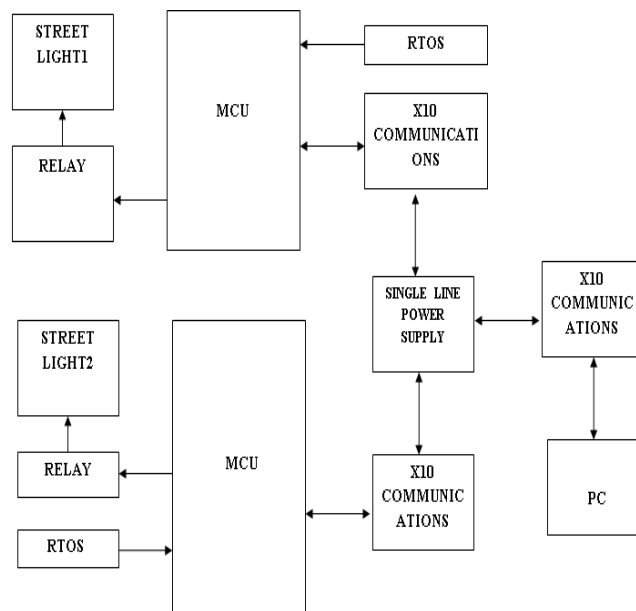 STREET
LIGHT1
RTOS
MCU
X10
COMMUNICATI
ONS
RELAY
SINGLE LINE
POWER
SUPPLY
X10
COMMUNIC
ATIONS
STREET
LIGHT2
MCU
RELAY
X10
COMMUNIC
ATIONS
PC
RTOS